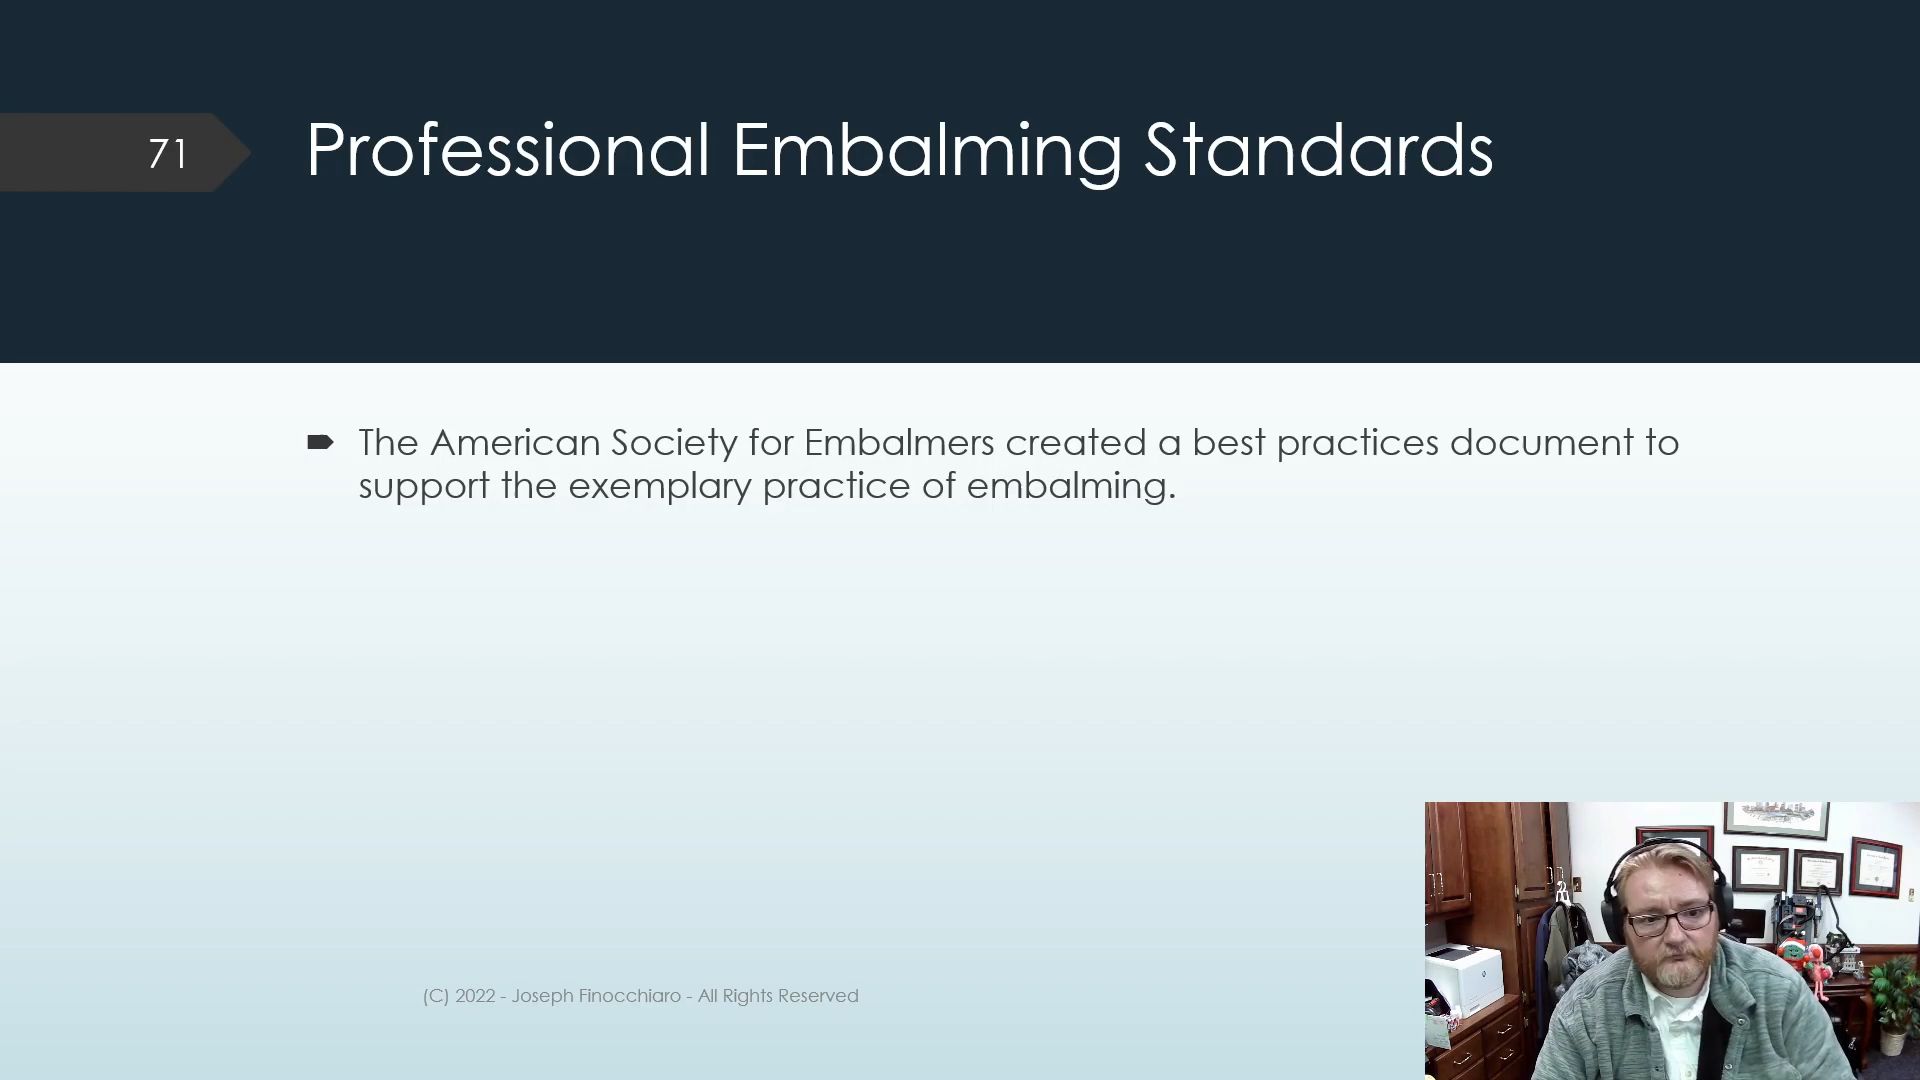 71
Professional Embalming Standards
The American Society for Embalmers created a best practices document to
support the exemplary practice of embalming.
(C) 2022 - Joseph Finocchiaro - All Rights Reserved